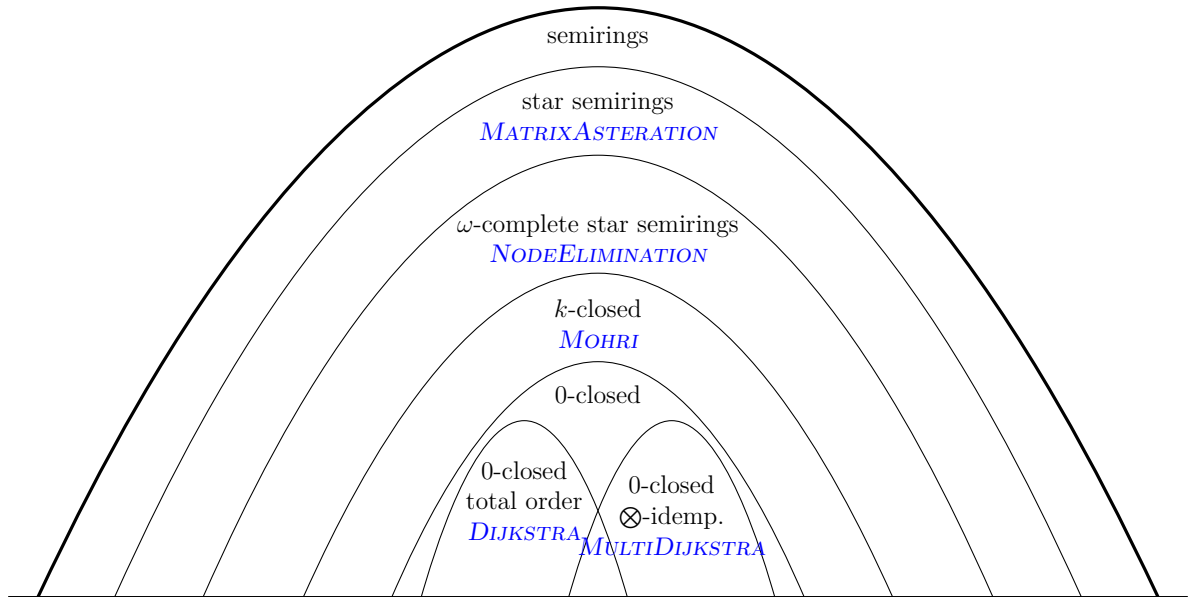 semirings
star semirings
MATRIXASTERATION
ω-complete star semirings
NODEELIMINATION
k-closed
MOHRI
0-closed
0-closed
total order
DIJKSTRA
0-closed
⊗-idemp.
MULTIDIJKSTRA